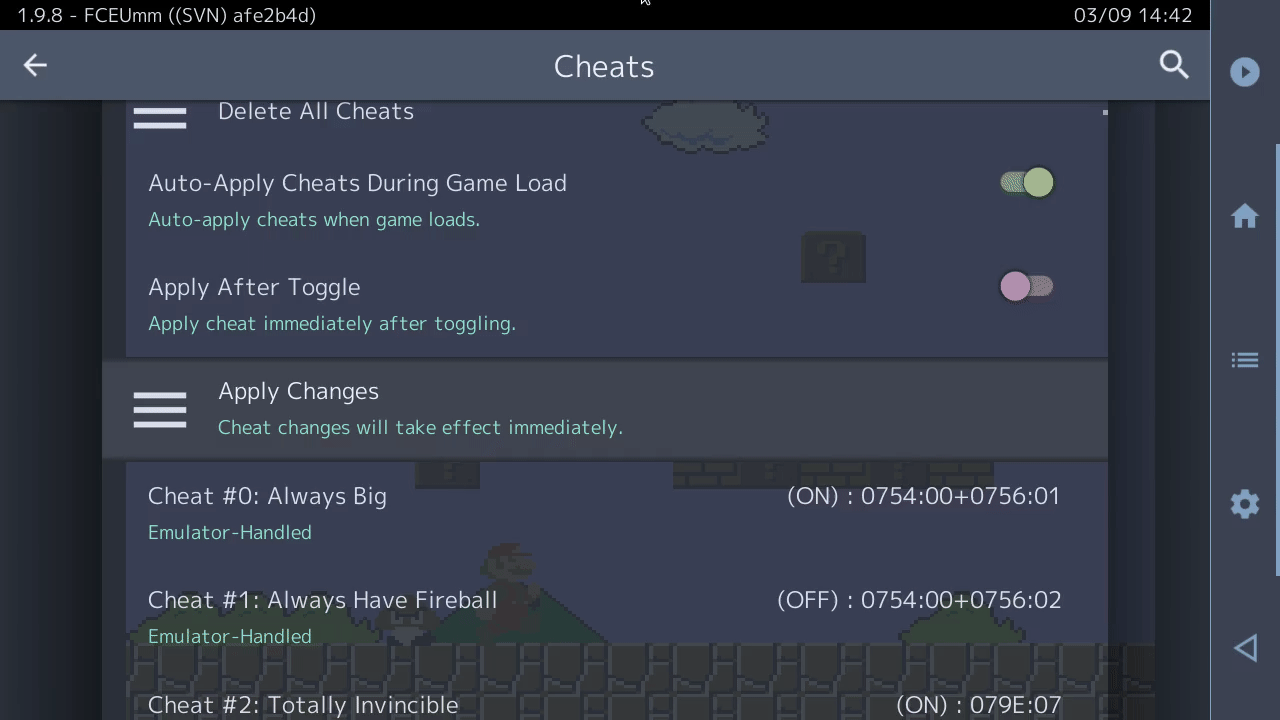 1.9.8 - FCEUmm ((SVN) afe2b4d)
03/09 14:42
Cheats
Delete All Cheats
Auto-Apply Cheats During Game Load
Auto-apply cheats when game loads.
Apply After Toggle
Apply cheat immediately after toggling.
Apply Changes
Cheat changes will take effect immediately.
Cheat #0: Always Big (ON) : 0754:00+0756:01
Emulator-Handled
Cheat #1: Always Have Fireball (OFF) : 0754:00+0756:02
Emulator-Handled
Cheat #2: Totally Invincible (ON) : 079E:07